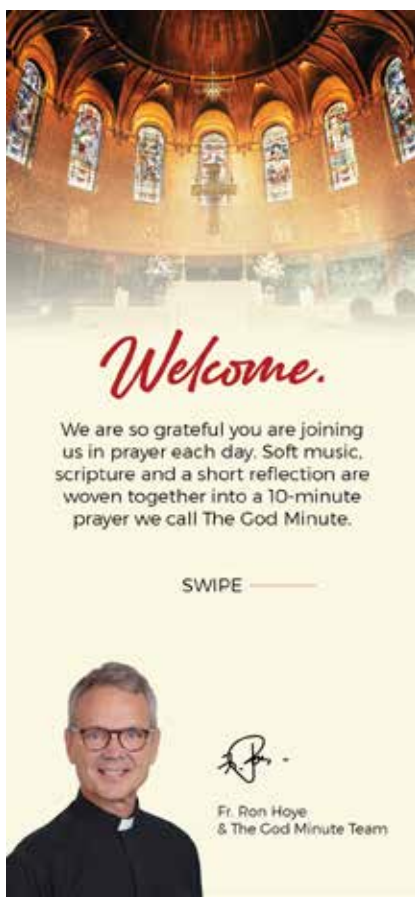 Welcome.
We are so grateful you are joining
us in prayer each day. Soft music,
scripture and a short reflection are
woven together into a 10-minute
prayer we call The God Minute.
SWIPE
Fr. Ron Hoye
& The God Minute Team